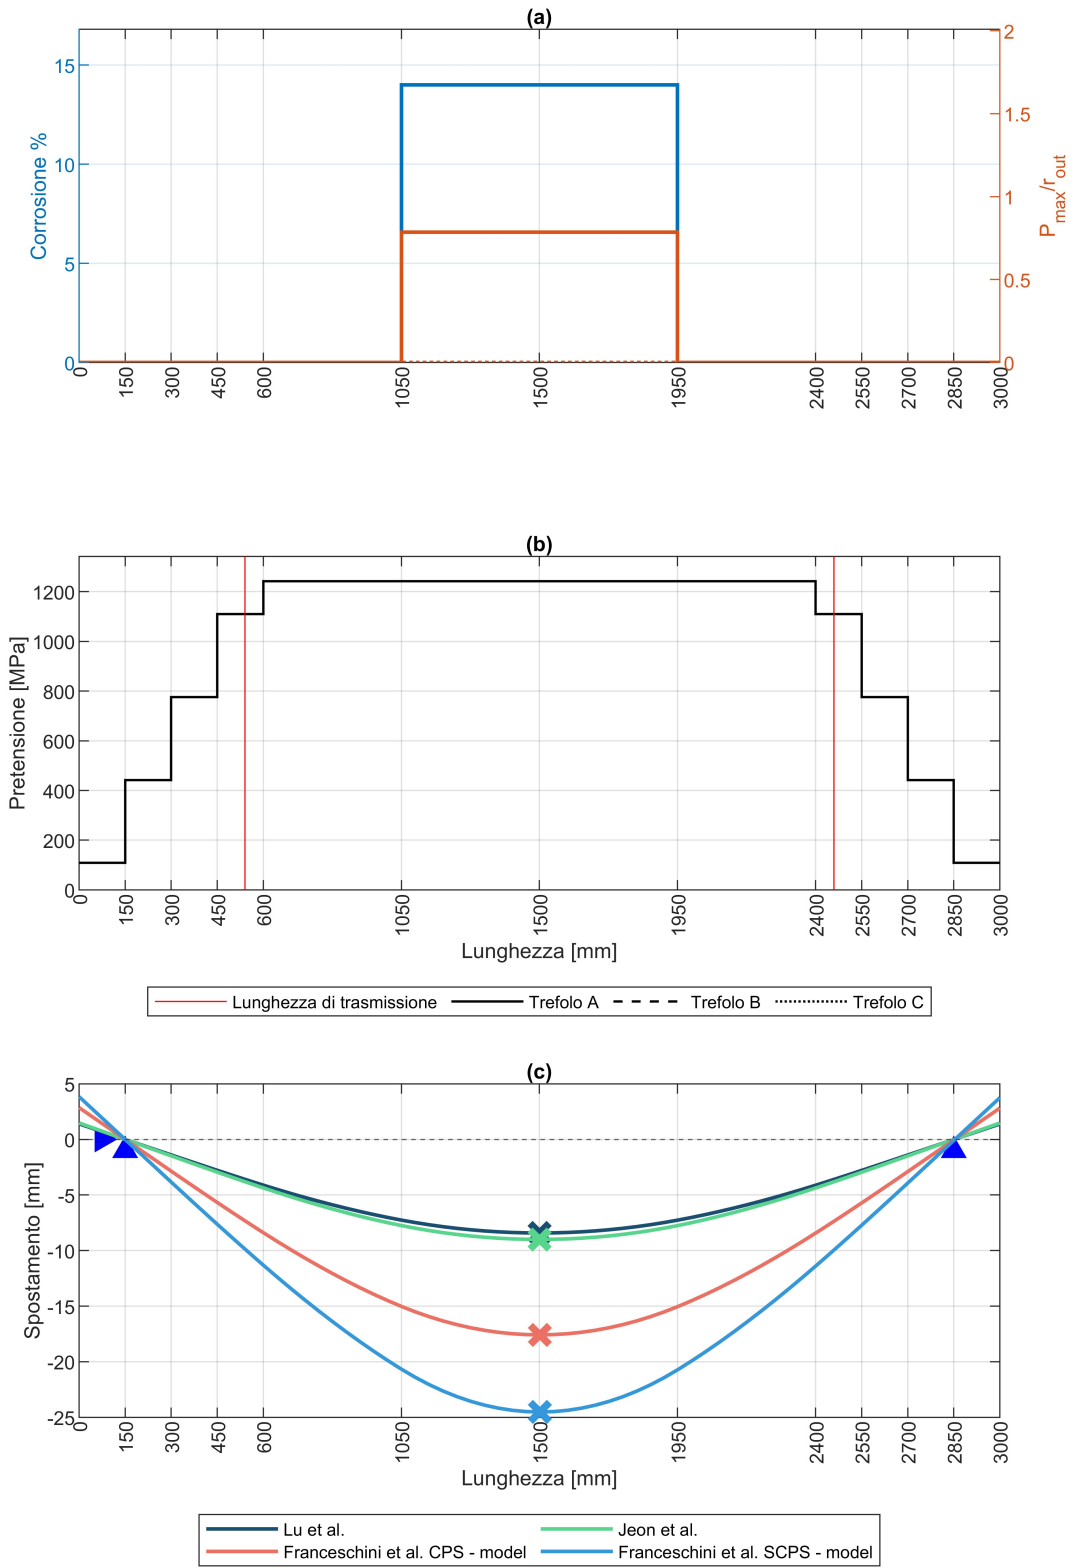 (a)
Corrosione %
15
10
5
0
2
1.5
1
0.5
0
P_max/r_out
0 150 300 450 600 1050 1500 1950 2400 2550 2700 2850 3000
(b)
Pretensione [MPa]
1200
1000
800
600
400
200
0
0 150 300 450 600 1050 1500 1950 2400 2550 2700 2850 3000
Lunghezza [mm]
Lunghezza di trasmissione Trefolo A Trefolo B Trefolo C
(c)
Spostamento [mm]
5
0
-5
-10
-15
-20
-25
0 150 300 450 600 1050 1500 1950 2400 2550 2700 2850 3000
Lunghezza [mm]
Lu et al. Jeon et al.
Franceschini et al. CPS - model Franceschini et al. SCPS - model